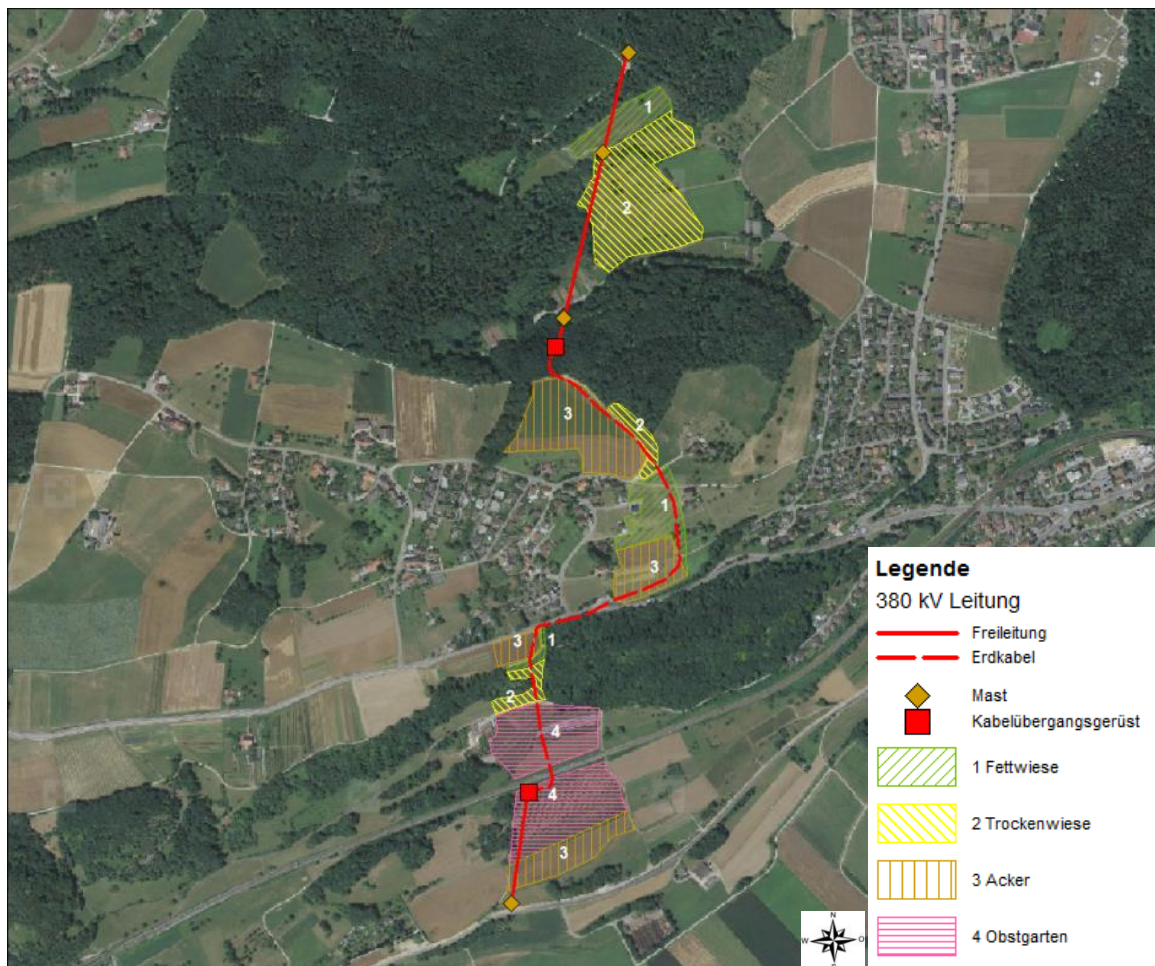 1
2
3
2
1
3
3
1
2
4
4
3
Legende
380 kV Leitung
Freileitung
Erdkabel
Mast
Kabelübergangsgerüst
1 Fettwiese
2 Trockenwiese
3 Acker
4 Obstgarten
N
W
O
S